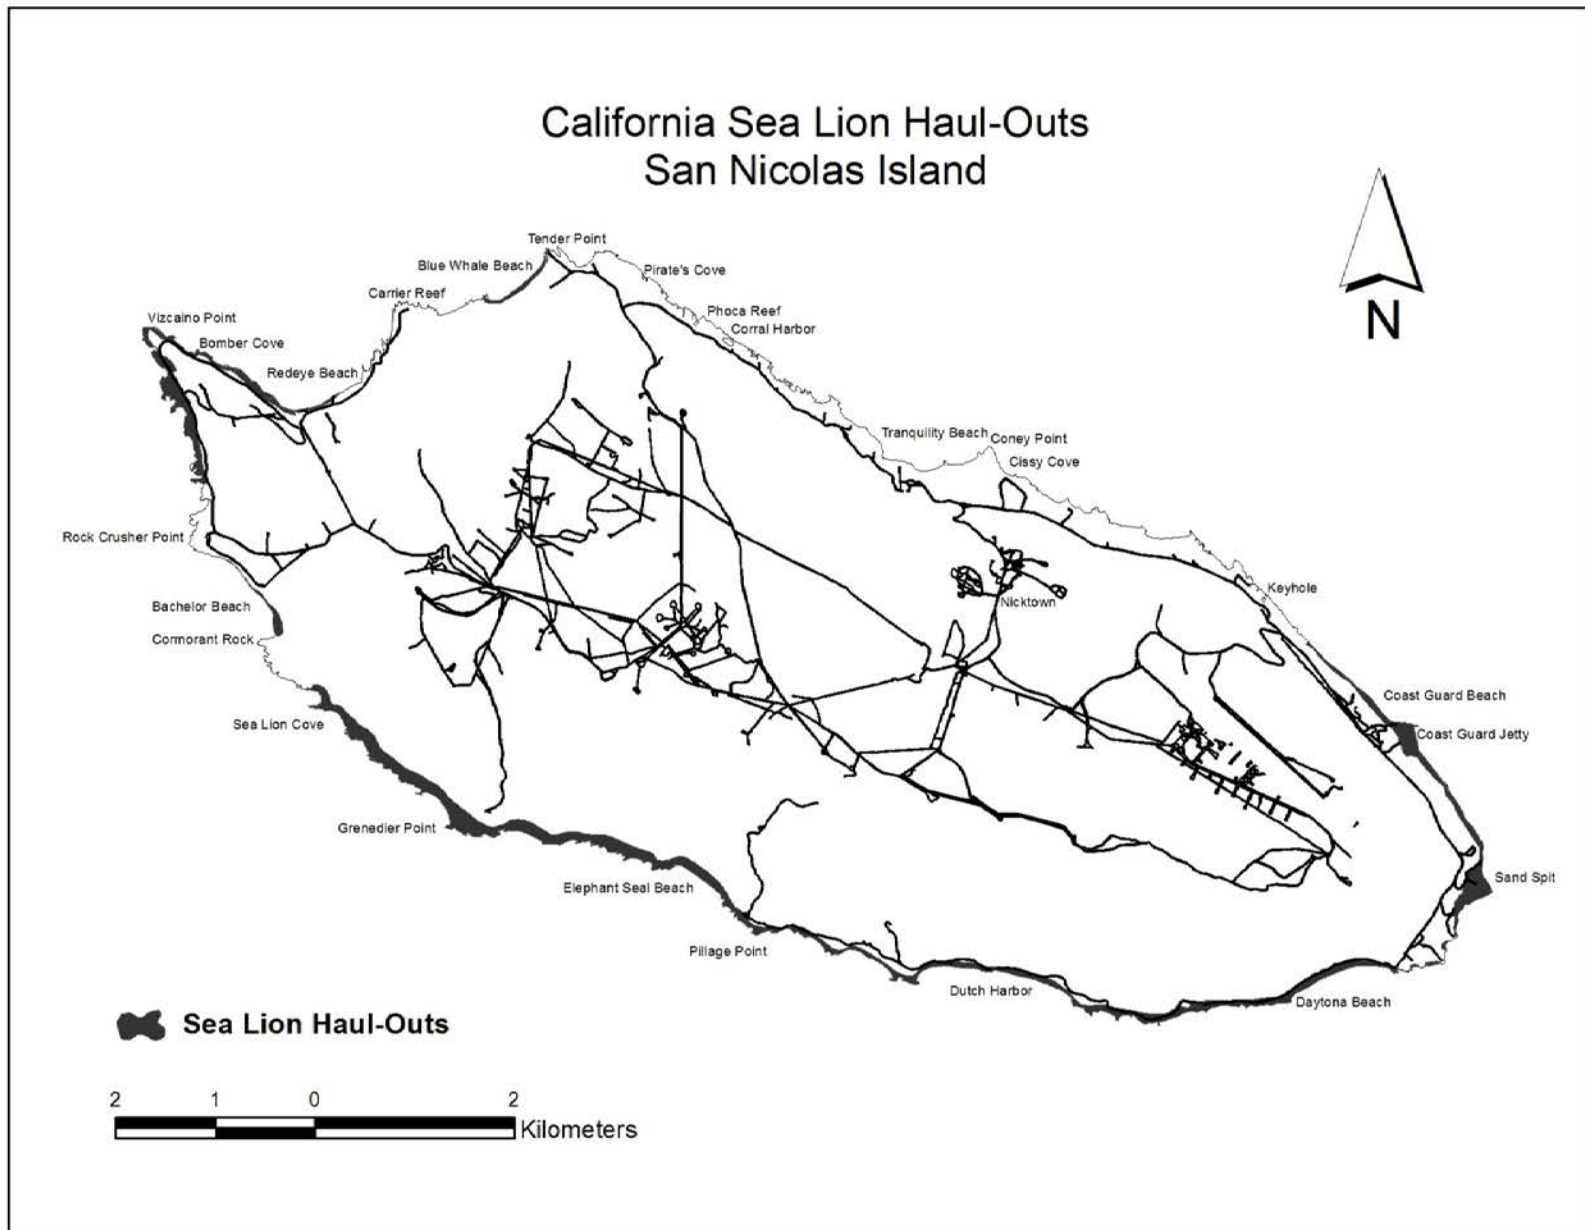 California Sea Lion Haul-Outs
San Nicolas Island
Tender Point
Blue Whale Beach
Pirate's Cove
Carrier Reef
Phoca Reef
Vizcaino Point
Corral Harbor
Bomber Cove
N
Redeye Beach
Tranquility Beach
Coney Point
Cissy Cove
Rock Crusher Point
Keyhole
Nicktown
Bachelor Beach
Cormorant Rock
Coast Guard Beach
Sea Lion Cove
Coast Guard Jetty
Grenedier Point
Sand Spit
Elephant Seal Beach
Pillage Point
Dutch Harbor
Daytona Beach
Sea Lion Haul-Outs
2 1 0 2
Kilometers